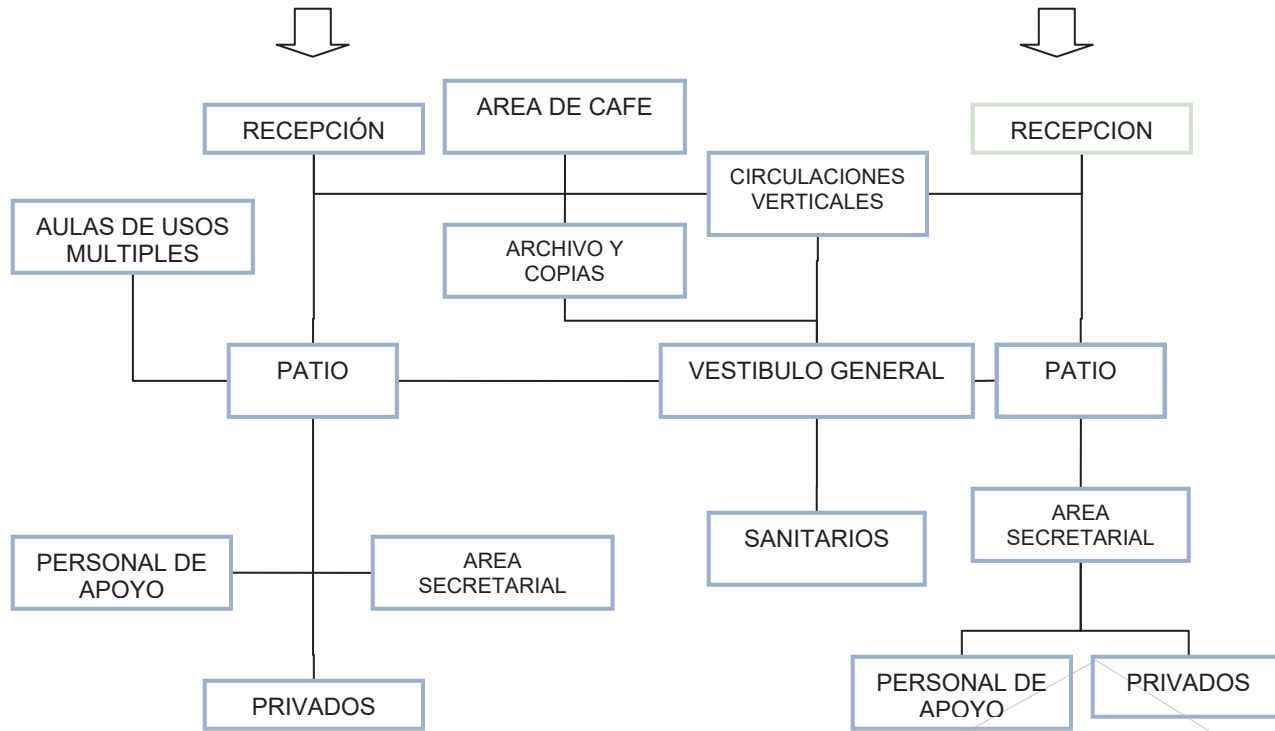 AREA DE CAFE
RECEPCIÓN
RECEPCION
CIRCULACIONES
VERTICALES
AULAS DE USOS
MULTIPLES
ARCHIVO Y
COPIAS
PATIO
VESTIBULO GENERAL
PATIO
AREA
SECRETARIAL
SANITARIOS
PERSONAL DE
APOYO
AREA
SECRETARIAL
PERSONAL DE
APOYO
PRIVADOS
PRIVADOS